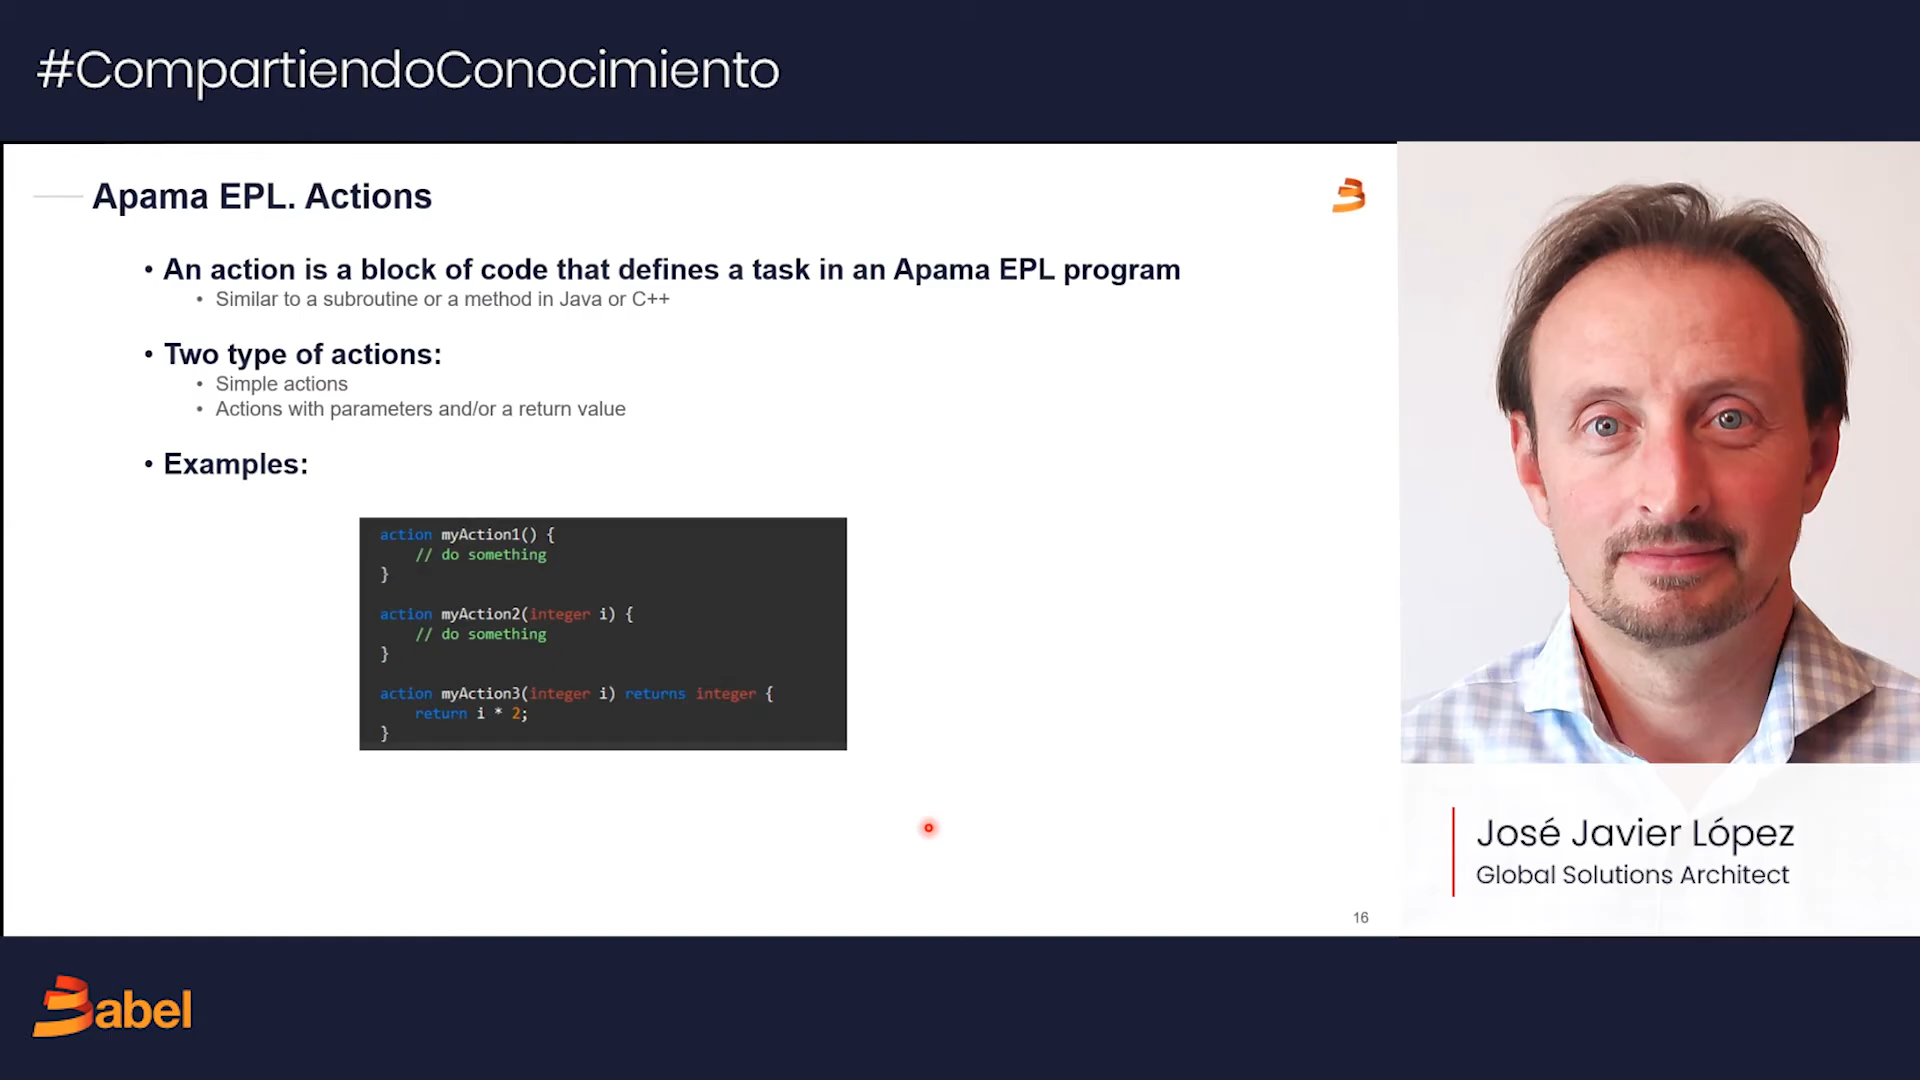 #CompartiendoConocimiento
Apama EPL. Actions
• An action is a block of code that defines a task in an Apama EPL program
• Similar to a subroutine or a method in Java or C++
• Two type of actions:
• Simple actions
• Actions with parameters and/or a return value
• Examples:
action myAction1() {
    // do something
}
action myAction2(integer i) {
    // do something
}
action myAction3(integer i) returns integer {
    return i * 2;
}
José Javier López
Global Solutions Architect
16
Babel